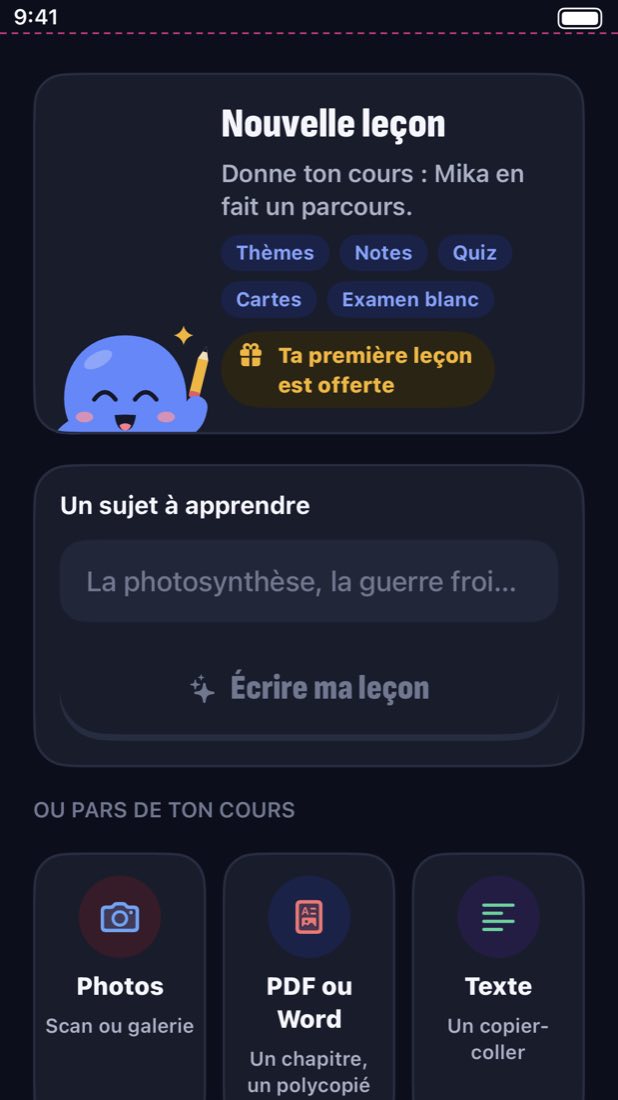 9:41
Nouvelle leçon
Donne ton cours : Mika en
fait un parcours.
Thèmes Notes Quiz
Cartes Examen blanc
Ta première leçon
est offerte
Un sujet à apprendre
La photosynthèse, la guerre froi...
Écrire ma leçon
OU PARS DE TON COURS
Photos
Scan ou galerie
PDF ou
Word
Un chapitre,
un polycopié
Texte
Un copier-
coller